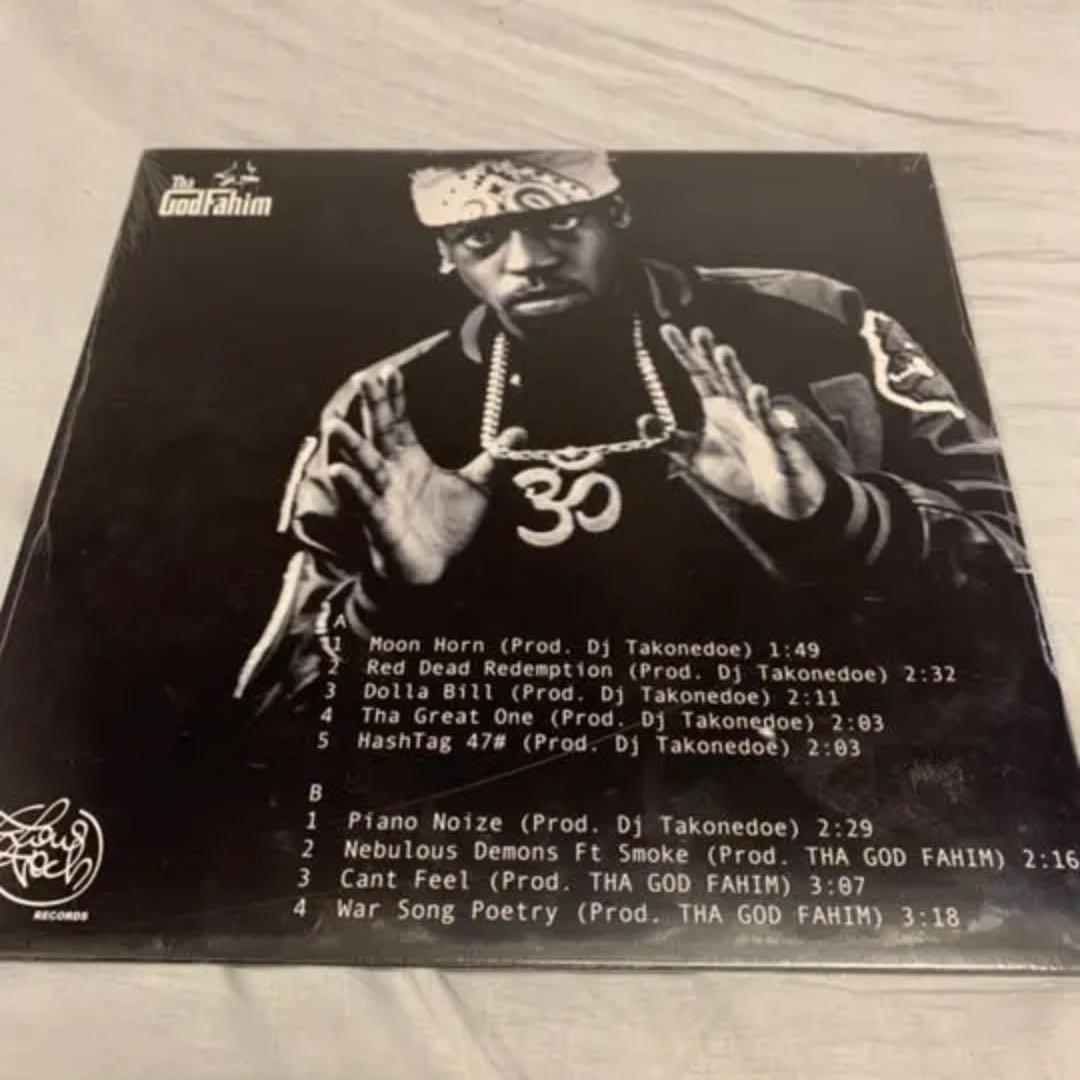 Tha
GodFahim
A
1 Moon Horn (Prod. Dj Takonedoe) 1:49
2 Red Dead Redemption (Prod. Dj Takonedoe) 2:32
3 Dolla Bill (Prod. Dj Takonedoe) 2:11
4 Tha Great One (Prod. Dj Takonedoe) 2:03
5 HashTag 47# (Prod. Dj Takonedoe) 2:03
B
1 Piano Noize (Prod. Dj Takonedoe) 2:29
2 Nebulous Demons Ft Smoke (Prod. THA GOD FAHIM) 2:16
3 Cant Feel (Prod. THA GOD FAHIM) 3:07
4 War Song Poetry (Prod. THA GOD FAHIM) 3:18
RECORDS